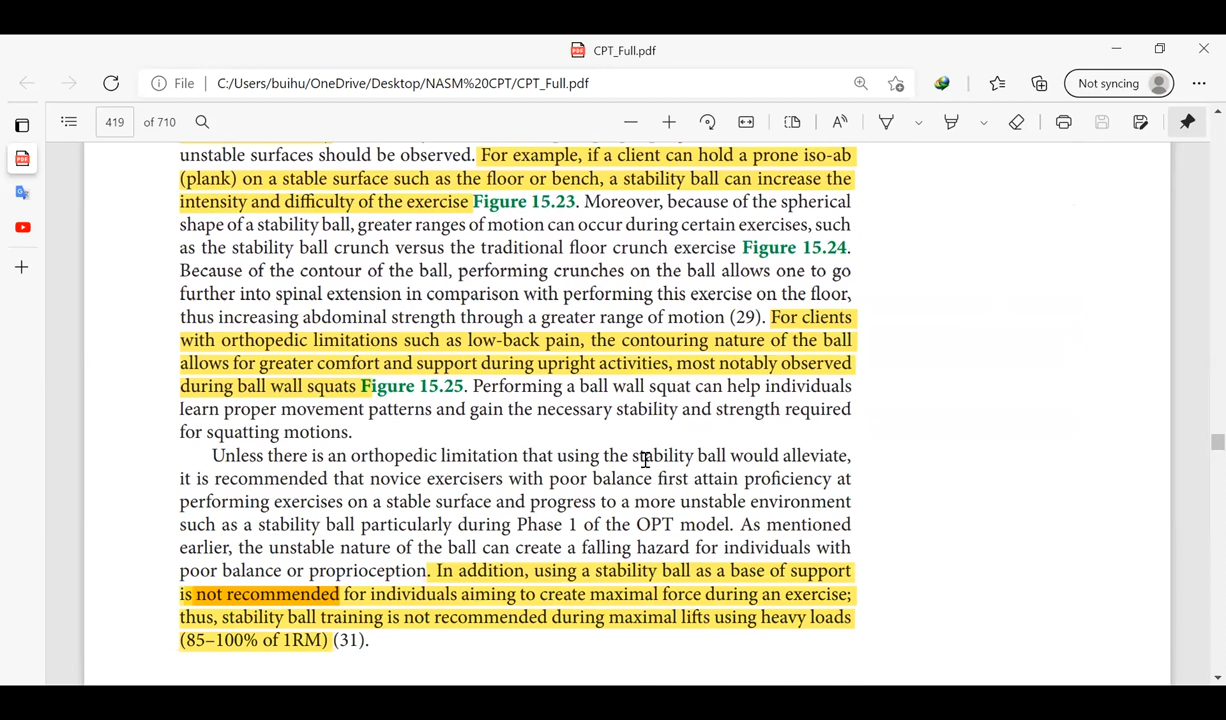 CPT_Full.pdf
File | C:/Users/buihu/OneDrive/Desktop/NASM%20CPT/CPT_Full.pdf
Not syncing
419 of 710
unstable surfaces should be observed. For example, if a client can hold a prone iso-ab
(plank) on a stable surface such as the floor or bench, a stability ball can increase the
intensity and difficulty of the exercise Figure 15.23. Moreover, because of the spherical
shape of a stability ball, greater ranges of motion can occur during certain exercises, such
as the stability ball crunch versus the traditional floor crunch exercise Figure 15.24.
Because of the contour of the ball, performing crunches on the ball allows one to go
further into spinal extension in comparison with performing this exercise on the floor,
thus increasing abdominal strength through a greater range of motion (29). For clients
with orthopedic limitations such as low-back pain, the contouring nature of the ball
allows for greater comfort and support during upright activities, most notably observed
during ball wall squats Figure 15.25. Performing a ball wall squat can help individuals
learn proper movement patterns and gain the necessary stability and strength required
for squatting motions.
Unless there is an orthopedic limitation that using the stability ball would alleviate,
it is recommended that novice exercisers with poor balance first attain proficiency at
performing exercises on a stable surface and progress to a more unstable environment
such as a stability ball particularly during Phase 1 of the OPT model. As mentioned
earlier, the unstable nature of the ball can create a falling hazard for individuals with
poor balance or proprioception. In addition, using a stability ball as a base of support
is not recommended for individuals aiming to create maximal force during an exercise;
thus, stability ball training is not recommended during maximal lifts using heavy loads
(85–100% of 1RM) (31).